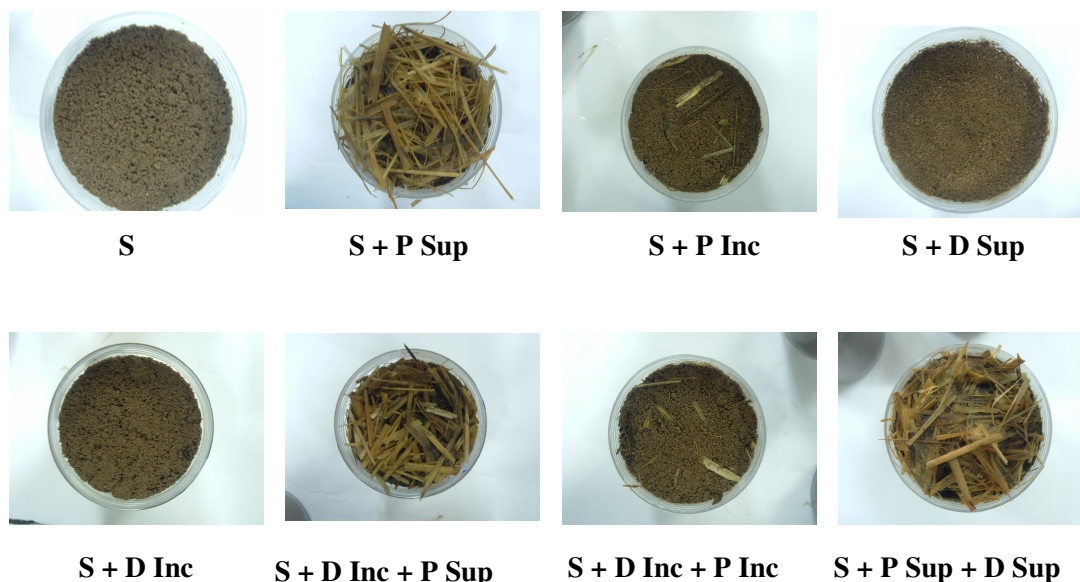 S
S + P Sup
S + P Inc
S + D Sup
S + D Inc
S + D Inc + P Sup
S + D Inc + P Inc
S + P Sup + D Sup